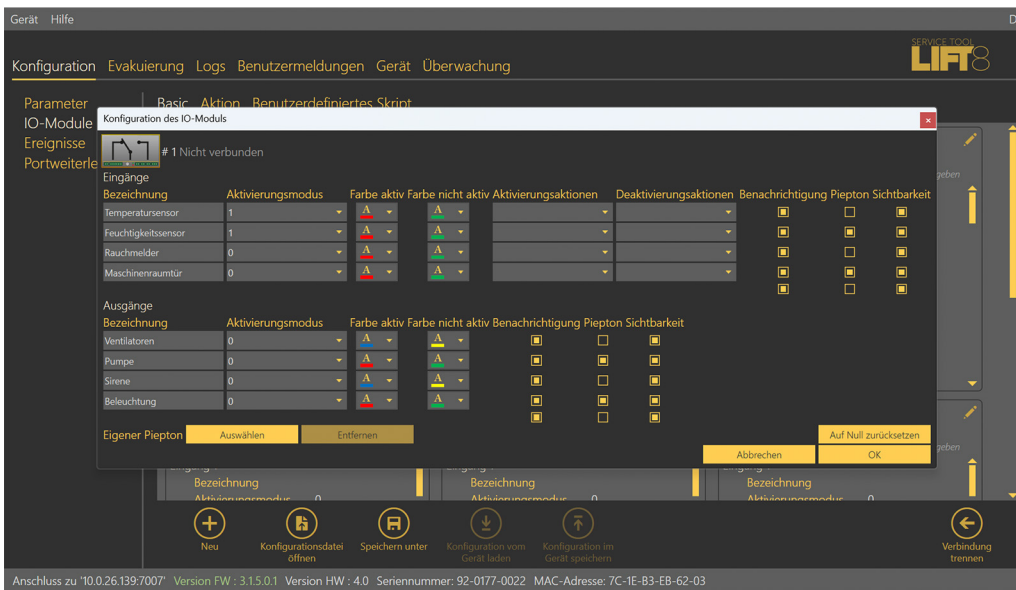 Gerät Hilfe
SERVICE TOOL
LIFT8
Konfiguration Evakuierung Logs Benutzermeldungen Gerät Überwachung
Parameter
IO-Module
Ereignisse
Basic Aktion Benutzerdefiniertes Skript
Konfiguration des IO-Moduls
# 1 Nicht verbunden
Eingänge
Bezeichnung Aktivierungsmodus Farbe aktiv Farbe nicht aktiv Aktivierungsaktionen Deaktivierungsaktionen Benachrichtigung Piepton Sichtbarkeit
Temperatursensor 1 A A
Feuchtigkeitssensor 1 A A
Rauchmelder 0 A A
Maschinenraumtür 0 A A
Ausgänge
Bezeichnung Aktivierungsmodus Farbe aktiv Farbe nicht aktiv Benachrichtigung Piepton Sichtbarkeit
Ventilatoren 0 A A
Pumpe 0 A A
Sirene 0 A A
Beleuchtung 0 A A
Eigener Piepton Auswählen Entfernen Auf Null zurücksetzen
Abbrechen OK
Bezeichnung Bezeichnung Bezeichnung
Aktivierungsmodus 0 Aktivierungsmodus 0 Aktivierungsmodus 0
Neu
Konfigurationsdatei
öffnen
Speichern unter
Konfiguration vom
Gerät laden
Konfiguration im
Gerät speichern
Verbindung
trennen
Anschluss zu '10.0.26.139:7007' Version FW : 3.1.5.0.1 Version HW : 4.0 Seriennummer: 92-0177-0022 MAC-Adresse: 7C-1E-B3-EB-62-03